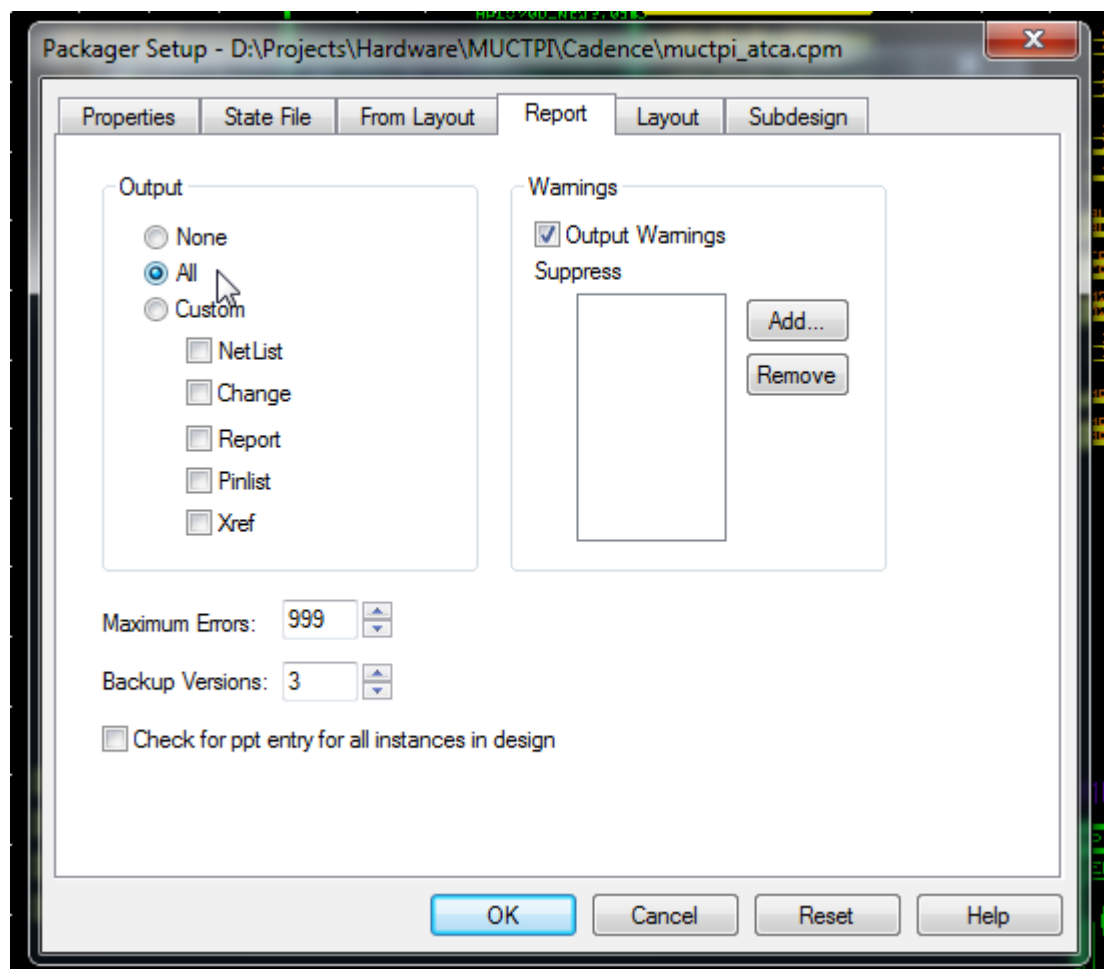 Packager Setup - D:\Projects\Hardware\MUCTPI\Cadence\muctpi_atca.cpm
Properties State File From Layout Report Layout Subdesign
Output
None
All
Custom
NetList
Change
Report
Pinlist
Xref
Warnings
Output Warnings
Suppress
Add...
Remove
Maximum Errors: 999
Backup Versions: 3
Check for ppt entry for all instances in design
OK Cancel Reset Help